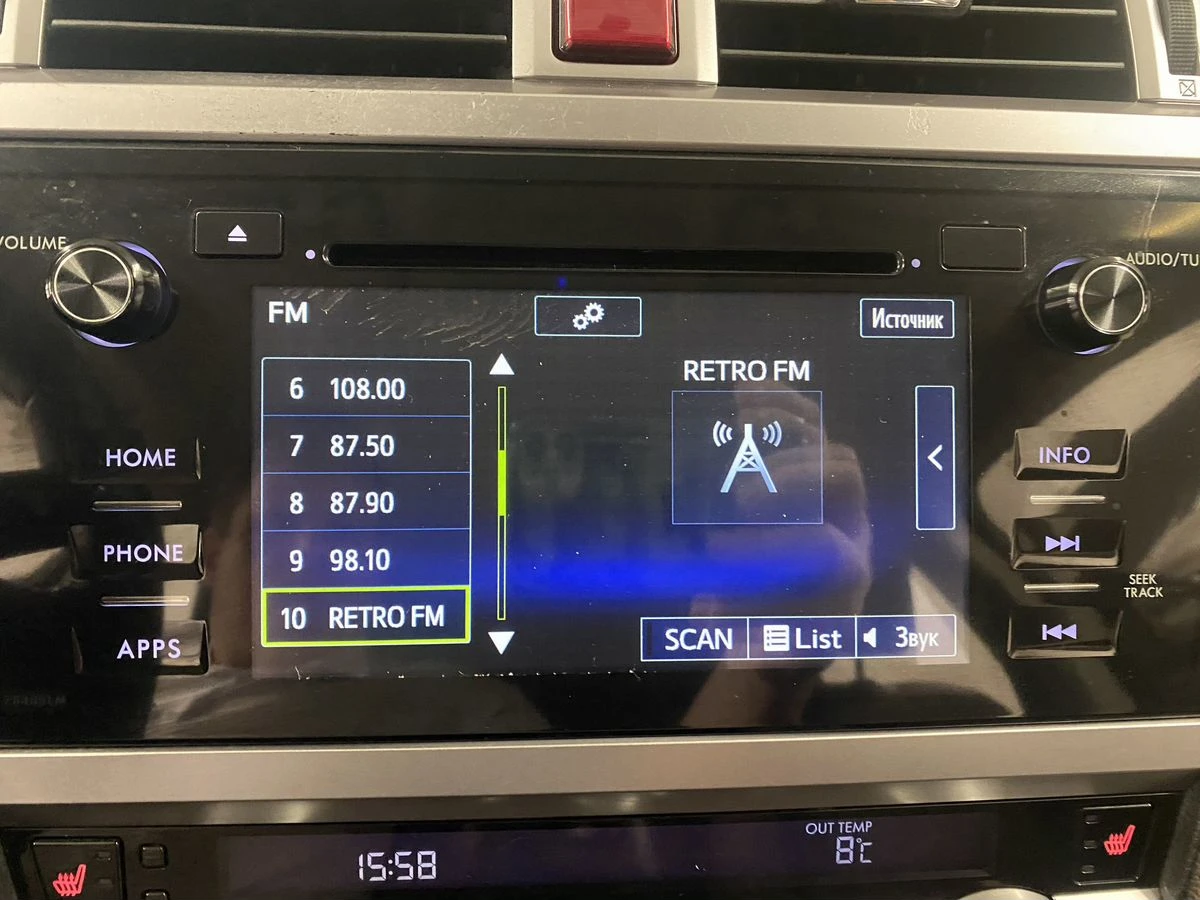 VOLUME
AUDIO/TU
FM
Источник
6 108.00
7 87.50
8 87.90
9 98.10
10 RETRO FM
RETRO FM
SCAN
List
Звук
HOME
PHONE
APPS
INFO
SEEK
TRACK
OUT TEMP
15:58
8℃